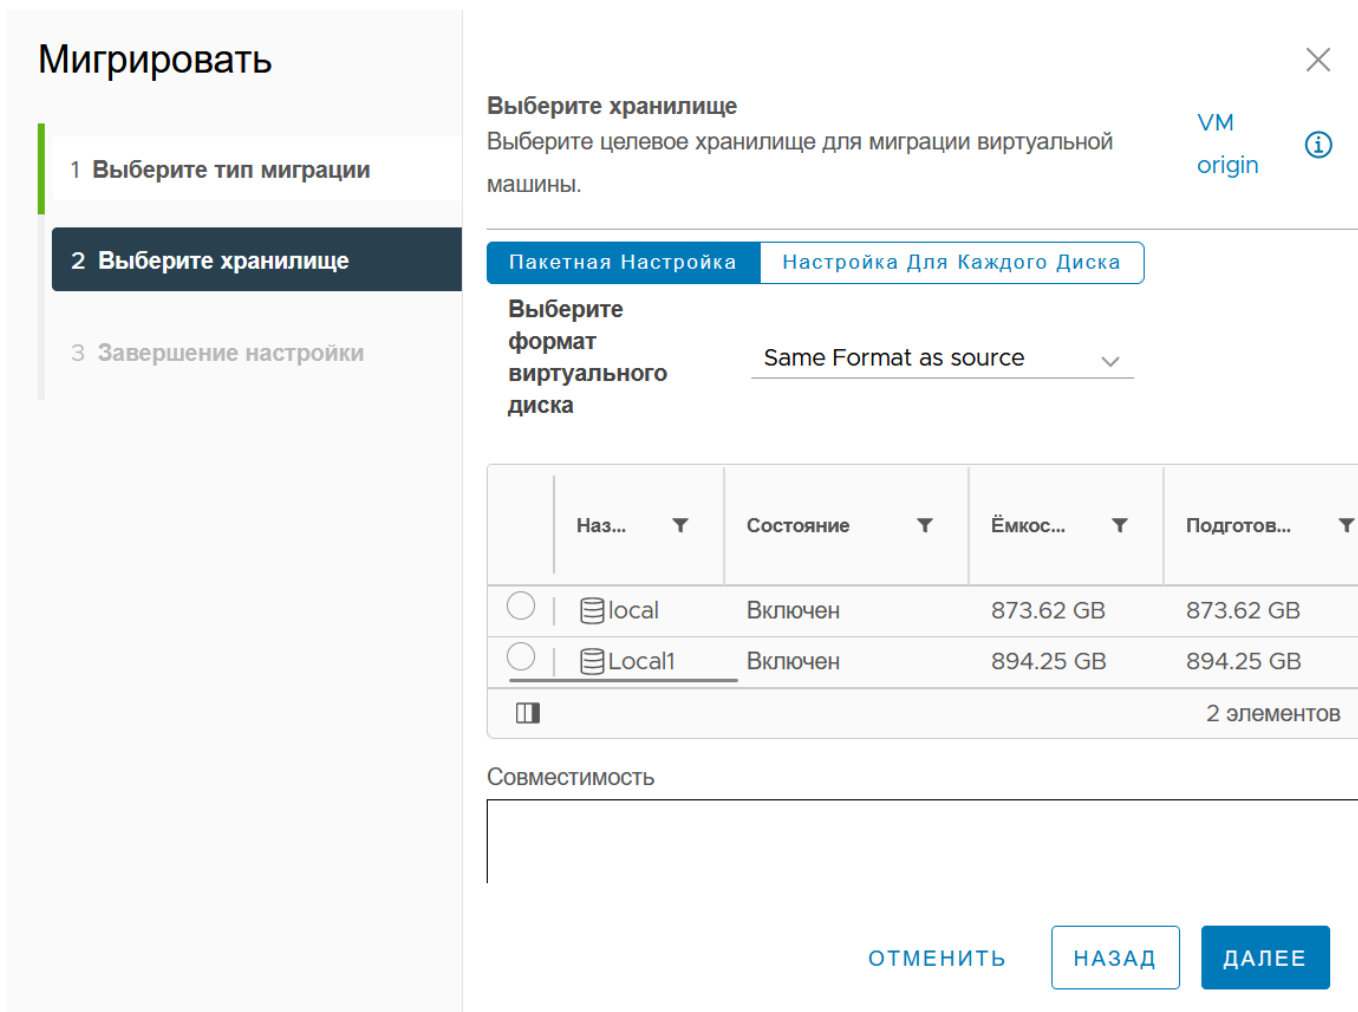 Мигрировать
1 Выберите тип миграции
2 Выберите хранилище
3 Завершение настройки
Выберите хранилище
Выберите целевое хранилище для миграции виртуальной
машины.
VM
origin
Пакетная Настройка
Настройка Для Каждого Диска
Выберите
формат
виртуального
диска
Same Format as source
Наз... Состояние Ёмкос... Подготов...
local Включен 873.62 GB 873.62 GB
Local1 Включен 894.25 GB 894.25 GB
2 элементов
Совместимость
ОТМЕНИТЬ НАЗАД ДАЛЕЕ